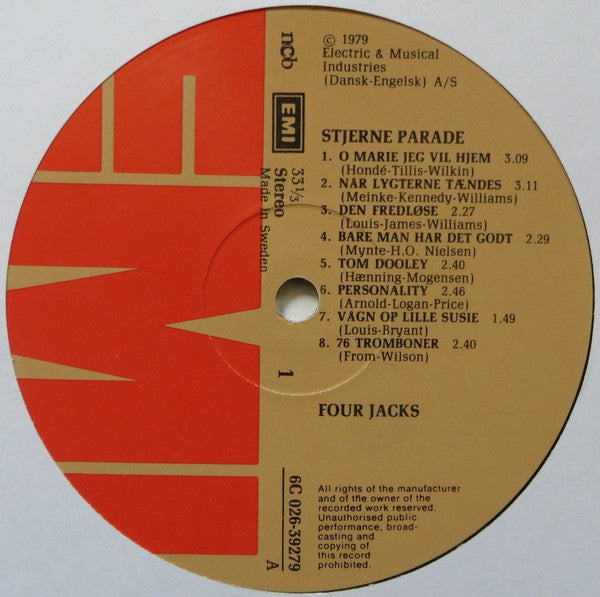 © 1979
Electric & Musical
Industries
(Dansk-Engelsk) A/S
ncb
EMI
33 1/3
Stereo
Made in Sweden
STJERNE PARADE
1. O MARIE JEG VIL HJEM 3.09
(Hondé-Tillis-Wilkin)
2. NÅR LYGTERNE TÆNDES 3.11
(Meinke-Kennedy-Williams)
3. DEN FREDLØSE 2.27
(Louis-James-Williams)
4. BARE MAN HAR DET GODT 2.29
(Mynte-H.O. Nielsen)
5. TOM DOOLEY 2.40
(Hænning-Mogensen)
6. PERSONALITY 2.46
(Arnold-Logan-Price)
7. VÅGN OP LILLE SUSIE 1.49
(Louis-Bryant)
8. 76 TROMBONER 2.40
(From-Wilson)
1
FOUR JACKS
6C 026-39279
A
All rights of the manufacturer
and of the owner of the
recorded work reserved.
Unauthorised public
performance, broad-
casting and
copying of
this record
prohibited.
EMI